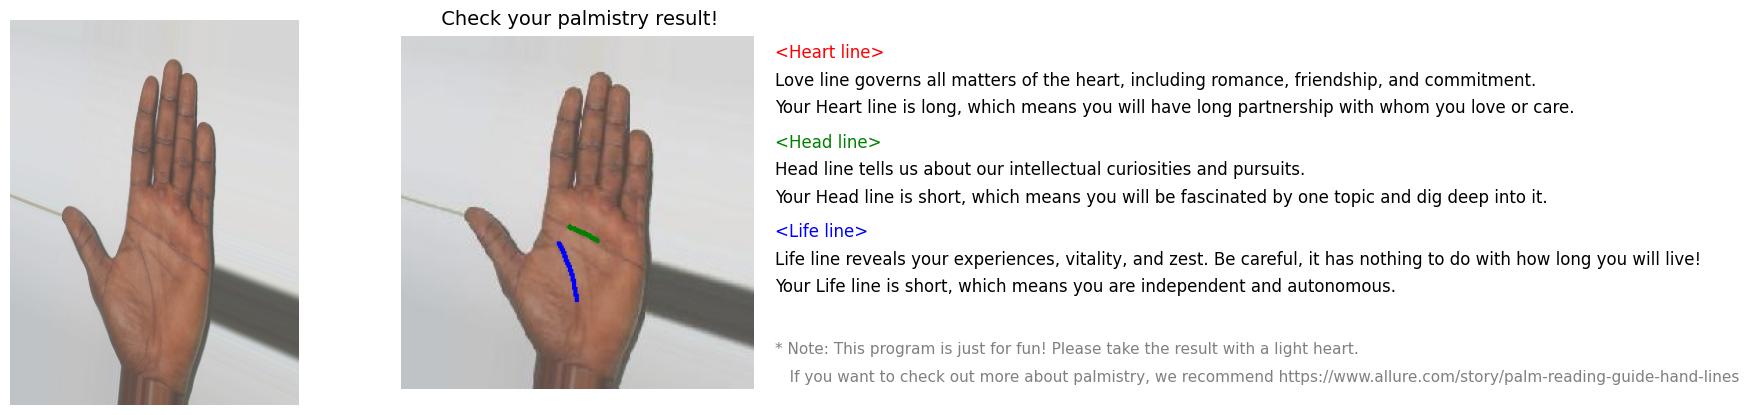 Check your palmistry result!
<Heart line>
Love line governs all matters of the heart, including romance, friendship, and commitment.
Your Heart line is long, which means you will have long partnership with whom you love or care.
<Head line>
Head line tells us about our intellectual curiosities and pursuits.
Your Head line is short, which means you will be fascinated by one topic and dig deep into it.
<Life line>
Life line reveals your experiences, vitality, and zest. Be careful, it has nothing to do with how long you will live!
Your Life line is short, which means you are independent and autonomous.
* Note: This program is just for fun! Please take the result with a light heart.
If you want to check out more about palmistry, we recommend https://www.allure.com/story/palm-reading-guide-hand-lines